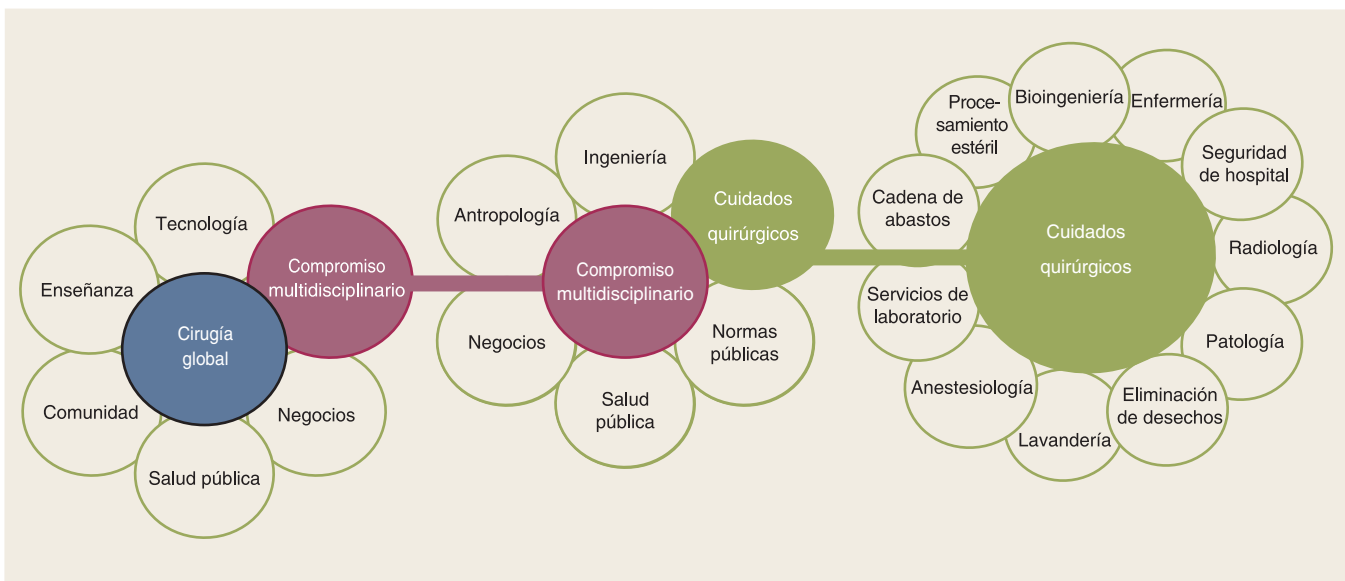 Tecnología
Enseñanza
Compromiso
multidisciplinario
Cirugía
global
Comunidad
Negocios
Salud pública
Ingeniería
Antropología
Cuidados
quirúrgicos
Compromiso
multidisciplinario
Negocios
Normas
públicas
Salud
pública
Proce-
samiento
estéril
Bioingeniería
Enfermería
Seguridad
de hospital
Cadena de
abastos
Cuidados
quirúrgicos
Radiología
Servicios de
laboratorio
Patología
Anestesiología
Eliminación
de desechos
Lavandería